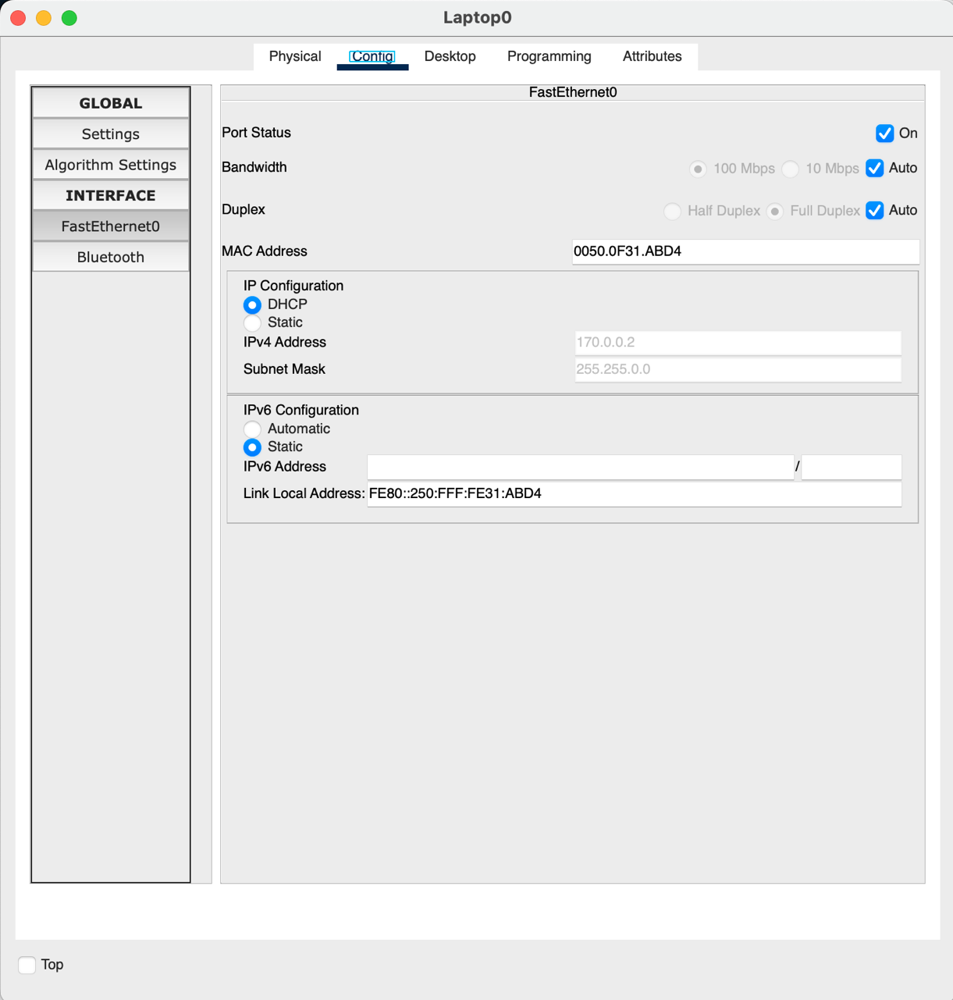 Laptop0
Physical Config Desktop Programming Attributes
GLOBAL
Settings
Algorithm Settings
INTERFACE
FastEthernet0
Bluetooth
FastEthernet0
Port Status On
Bandwidth 100 Mbps 10 Mbps Auto
Duplex Half Duplex Full Duplex Auto
MAC Address 0050.0F31.ABD4
IP Configuration
DHCP
Static
IPv4 Address 170.0.0.2
Subnet Mask 255.255.0.0
IPv6 Configuration
Automatic
Static
IPv6 Address /
Link Local Address: FE80::250:FFF:FE31:ABD4
Top